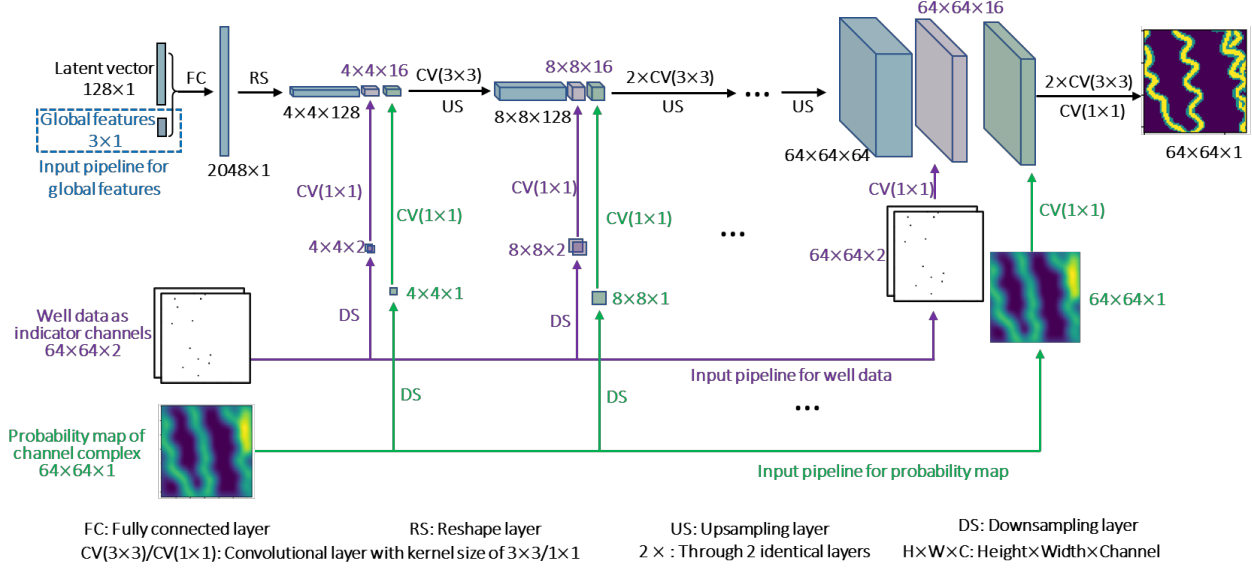 Latent vector
128×1
Global features
3×1
Input pipeline for
global features
FC
2048×1
RS
4×4×128
4×4×16
CV(3×3)
US
8×8×128
8×8×16
2×CV(3×3)
US
...
US
64×64×64
64×64×16
2×CV(3×3)
CV(1×1)
64×64×1
CV(1×1)
CV(1×1)
CV(1×1)
CV(1×1)
CV(1×1)
CV(1×1)
4×4×2
4×4×1
8×8×2
8×8×1
...
64×64×2
64×64×1
DS
DS
DS
DS
Well data as
indicator channels
64×64×2
Input pipeline for well data
...
Probability map of
channel complex
64×64×1
Input pipeline for probability map
FC: Fully connected layer
RS: Reshape layer
US: Upsampling layer
DS: Downsampling layer
CV(3×3)/CV(1×1): Convolutional layer with kernel size of 3×3/1×1
2 × : Through 2 identical layers
H×W×C: Height×Width×Channel